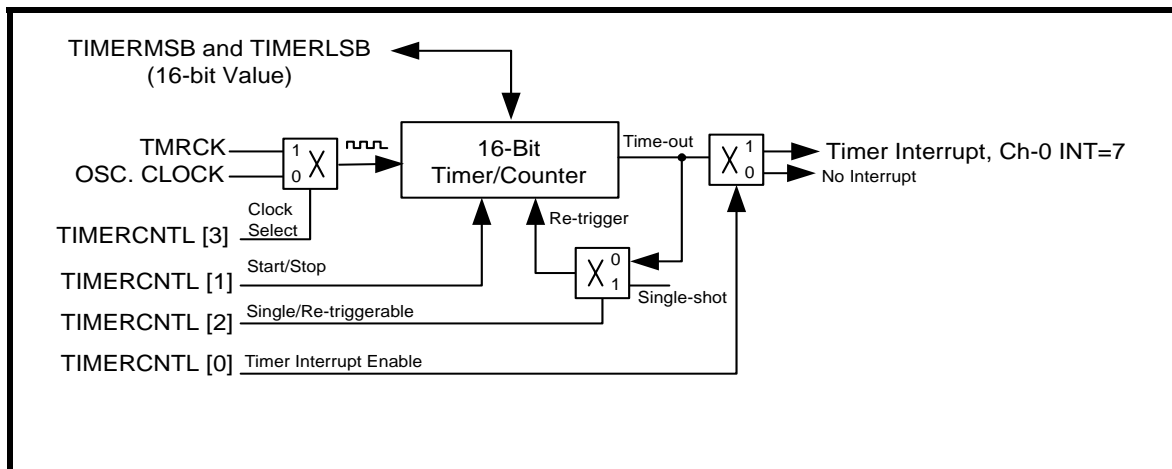 TIMERMSB and TIMERLSB
(16-bit Value)
TMRCK
OSC. CLOCK
1
0
X
Clock
Select
TIMERCNTL [3]
16-Bit
Timer/Counter
Time-out
X
1
0
Timer Interrupt, Ch-0 INT=7
No Interrupt
Re-trigger
X
0
1
Single-shot
TIMERCNTL [1]
Start/Stop
TIMERCNTL [2]
Single/Re-triggerable
TIMERCNTL [0]
Timer Interrupt Enable